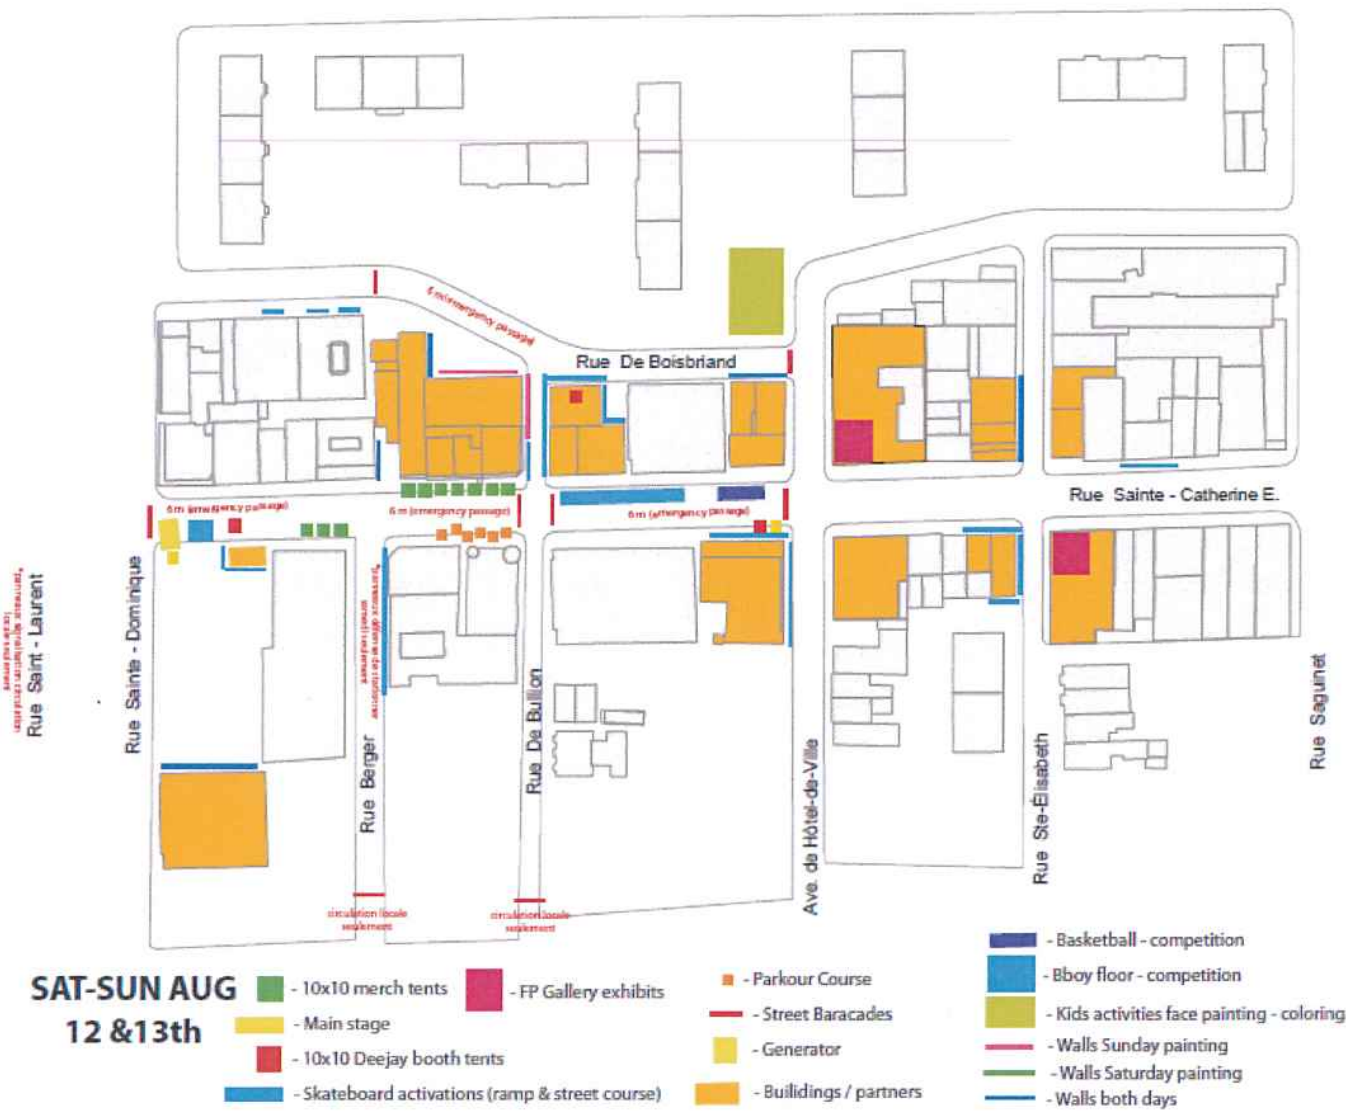 6 m (emergency passage)
Rue De Boisbriand
Rue Sainte - Catherine E.
6 m (emergency passage)
6 m (emergency passage)
6 m (emergency passage)
Rue Saint - Laurent
Rue Sainte - Dominique
Rue Berger
Rue De Bullion
Ave. de Hôtel-de-Ville
Rue Ste-Élisabeth
Rue Saguinet
circulation locale
seulement
circulation locale
seulement
SAT-SUN AUG
12 &13th
- 10x10 merch tents
- Main stage
- 10x10 Deejay booth tents
- Skateboard activations (ramp & street course)
- FP Gallery exhibits
- Parkour Course
- Street Baracades
- Generator
- Builidings / partners
- Basketball - competition
- Bboy floor - competition
- Kids activities face painting - coloring
- Walls Sunday painting
- Walls Saturday painting
- Walls both days